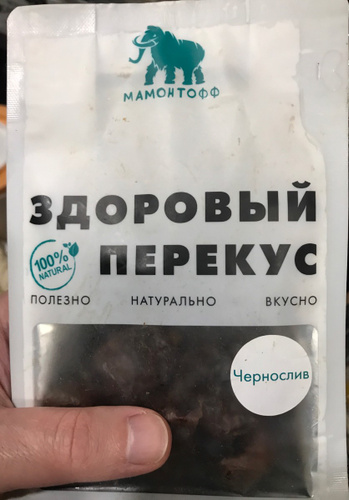 МАМОНТОФФ
ЗДОРОВЫЙ
100%
NATURAL
ПЕРЕКУС
ПОЛЕЗНО НАТУРАЛЬНО ВКУСНО
Чернослив